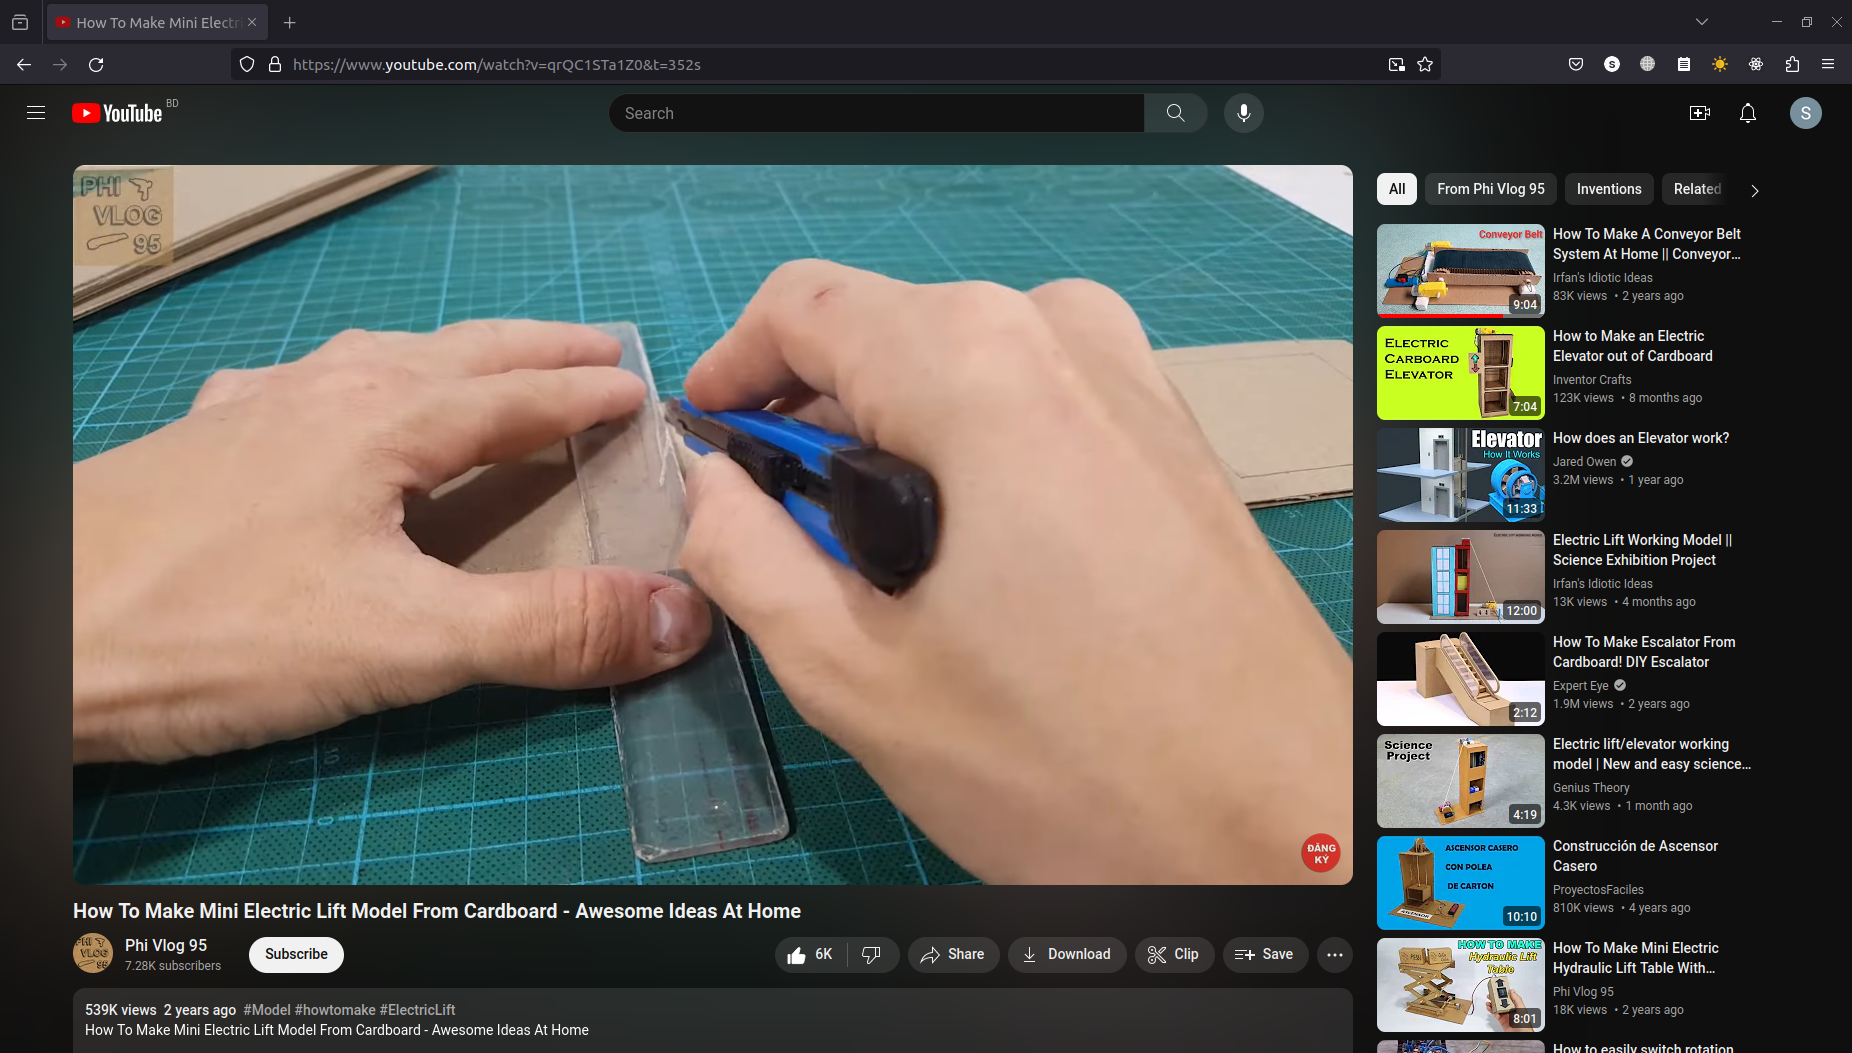 How To Make Mini Electri
https://www.youtube.com/watch?v=qrQC1STa1Z0&t=352s
S
YouTube BD
Search
S
PHI
VLOG
95
ĐĂNG
KÝ
How To Make Mini Electric Lift Model From Cardboard - Awesome Ideas At Home
PHI
VLOG
95
Phi Vlog 95
7.28K subscribers
Subscribe
6K
Share
Download
Clip
Save
539K views 2 years ago #Model #howtomake #ElectricLift
How To Make Mini Electric Lift Model From Cardboard - Awesome Ideas At Home
All From Phi Vlog 95 Inventions Related
Conveyor Belt
9:04
How To Make A Conveyor Belt
System At Home || Conveyor...
Irfan's Idiotic Ideas
83K views • 2 years ago
ELECTRIC
CARBOARD
ELEVATOR
7:04
How to Make an Electric
Elevator out of Cardboard
Inventor Crafts
123K views • 8 months ago
Elevator
How It Works
11:33
How does an Elevator work?
Jared Owen
3.2M views • 1 year ago
ELECTRIC LIFT WORKING MODEL
12:00
Electric Lift Working Model ||
Science Exhibition Project
Irfan's Idiotic Ideas
13K views • 4 months ago
2:12
How To Make Escalator From
Cardboard! DIY Escalator
Expert Eye
1.9M views • 2 years ago
Science
Project
4:19
Electric lift/elevator working
model | New and easy science...
Genius Theory
4.3K views • 1 month ago
ASCENSOR CASERO
CON POLEA
DE CARTON
ASCENSOR
10:10
Construcción de Ascensor
Casero
ProyectosFaciles
810K views • 4 years ago
HOW TO MAKE
Hydraulic Lift
Table
8:01
How To Make Mini Electric
Hydraulic Lift Table With...
Phi Vlog 95
18K views • 2 years ago
How to easily switch rotation